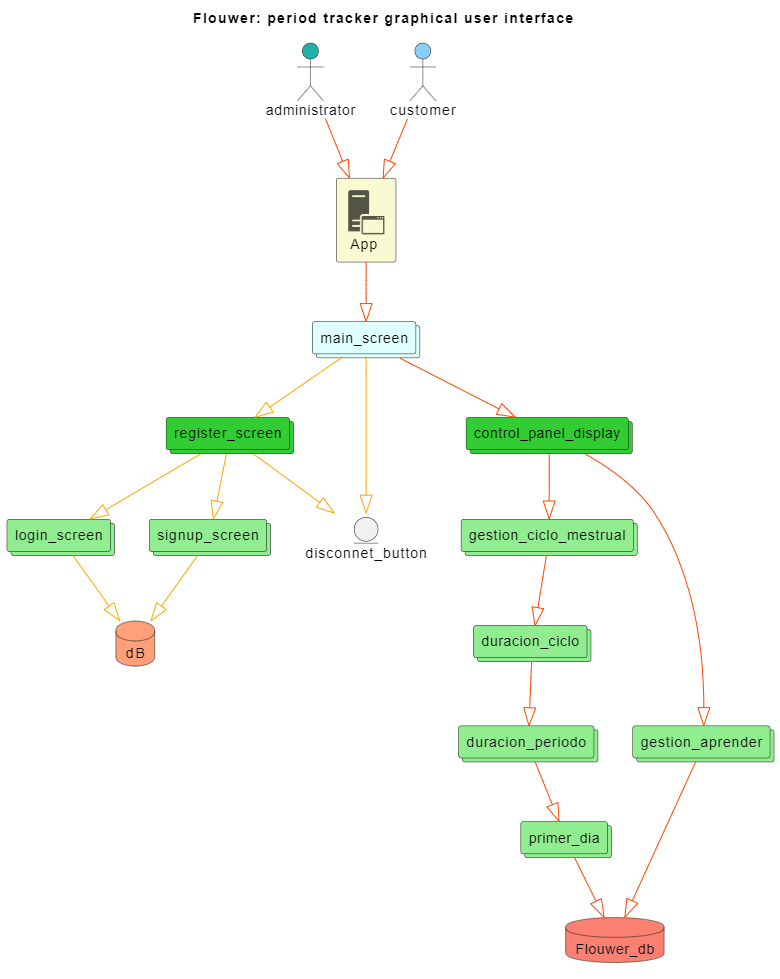 Flouwer: period tracker graphical user interface
administrator
customer
App
main_screen
register_screen
control_panel_display
login_screen
signup_screen
disconnet_button
gestion_ciclo_mestrual
dB
duracion_ciclo
duracion_periodo
gestion_aprender
primer_dia
Flouwer_db